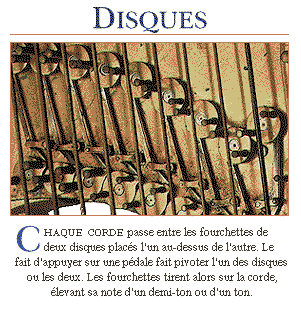 DISQUES
CHAQUE CORDE passe entre les fourchettes de
deux disques placés l'un au-dessus de l'autre. Le
fait d'appuyer sur une pédale fait pivoter l'un des disques
ou les deux. Les fourchettes tirent alors sur la corde,
élevant sa note d'un demi-ton ou d'un ton.